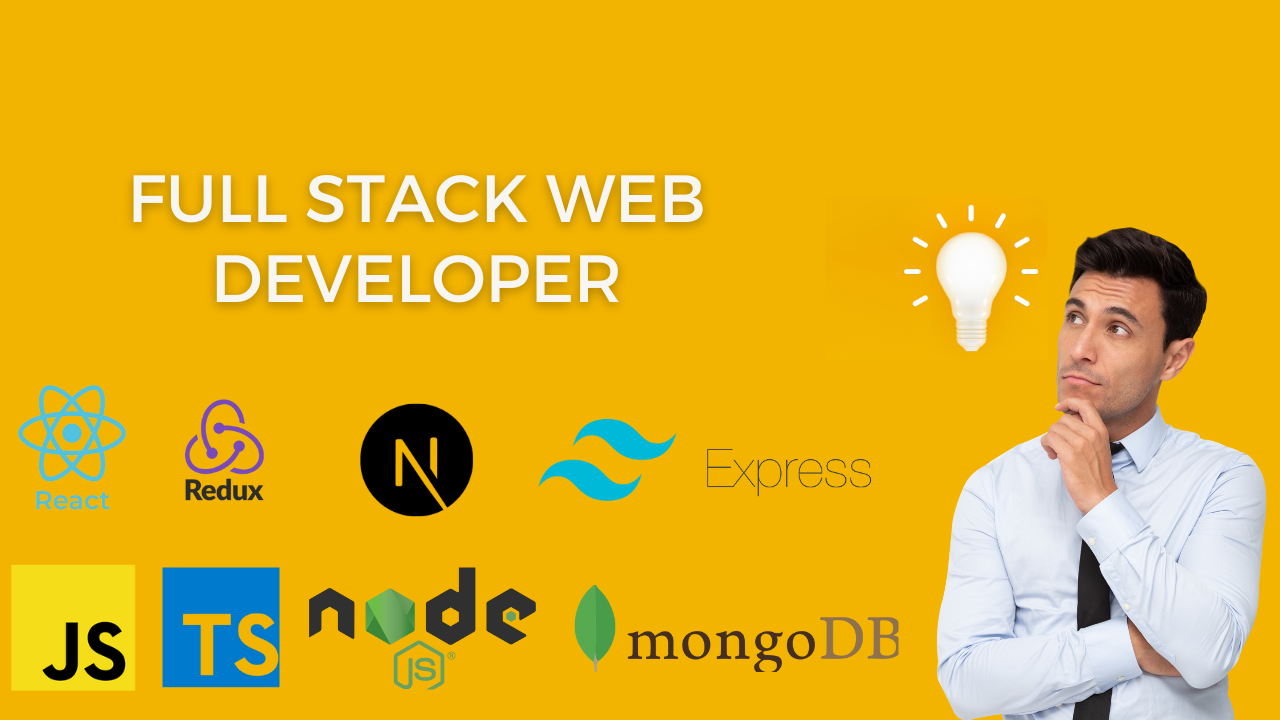 FULL STACK WEB
DEVELOPER
React
Redux
N
Express
JS
TS
node
JS®
mongoDB